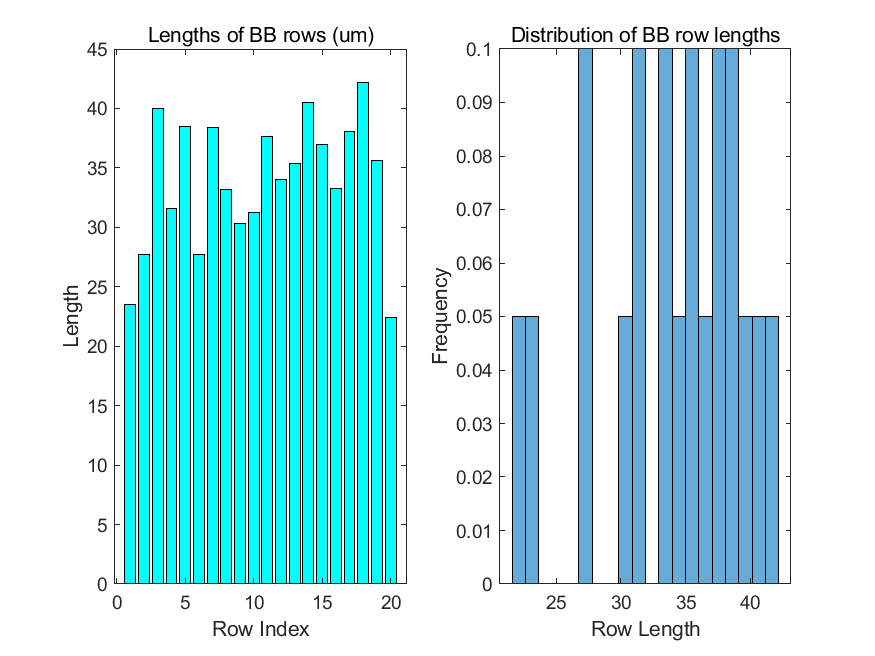 Lengths of BB rows (um)
45
40
35
30
25
20
15
10
5
0
Length
0 5 10 15 20
Row Index
Distribution of BB row lengths
0.1
0.09
0.08
0.07
0.06
0.05
0.04
0.03
0.02
0.01
0
Frequency
25 30 35 40
Row Length